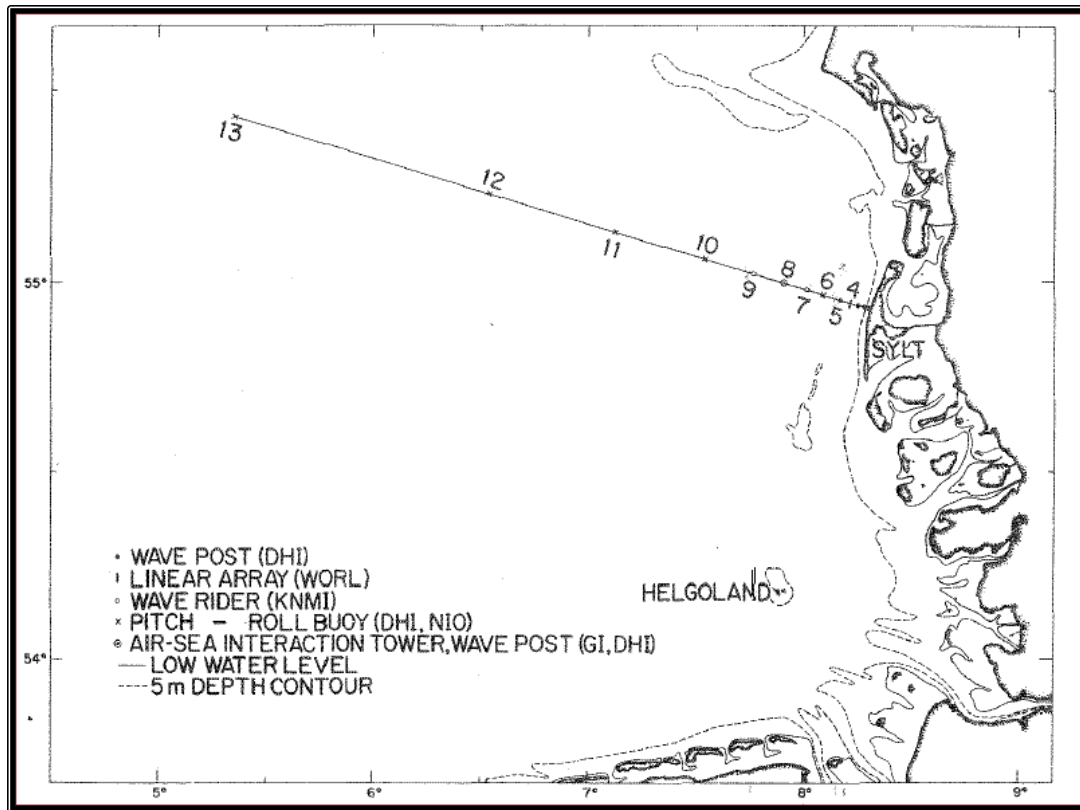 13
12
11
10
9
8
7
6
5
4
55°
SYLT
HELGOLAND
• WAVE POST (DHI)
LINEAR ARRAY (WORL)
○ WAVE RIDER (KNMI)
× PITCH – ROLL BUOY (DHI, NIO)
⊙ AIR-SEA INTERACTION TOWER, WAVE POST (GI, DHI)
— LOW WATER LEVEL
---- 5 m DEPTH CONTOUR
54°
5° 6° 7° 8° 9°